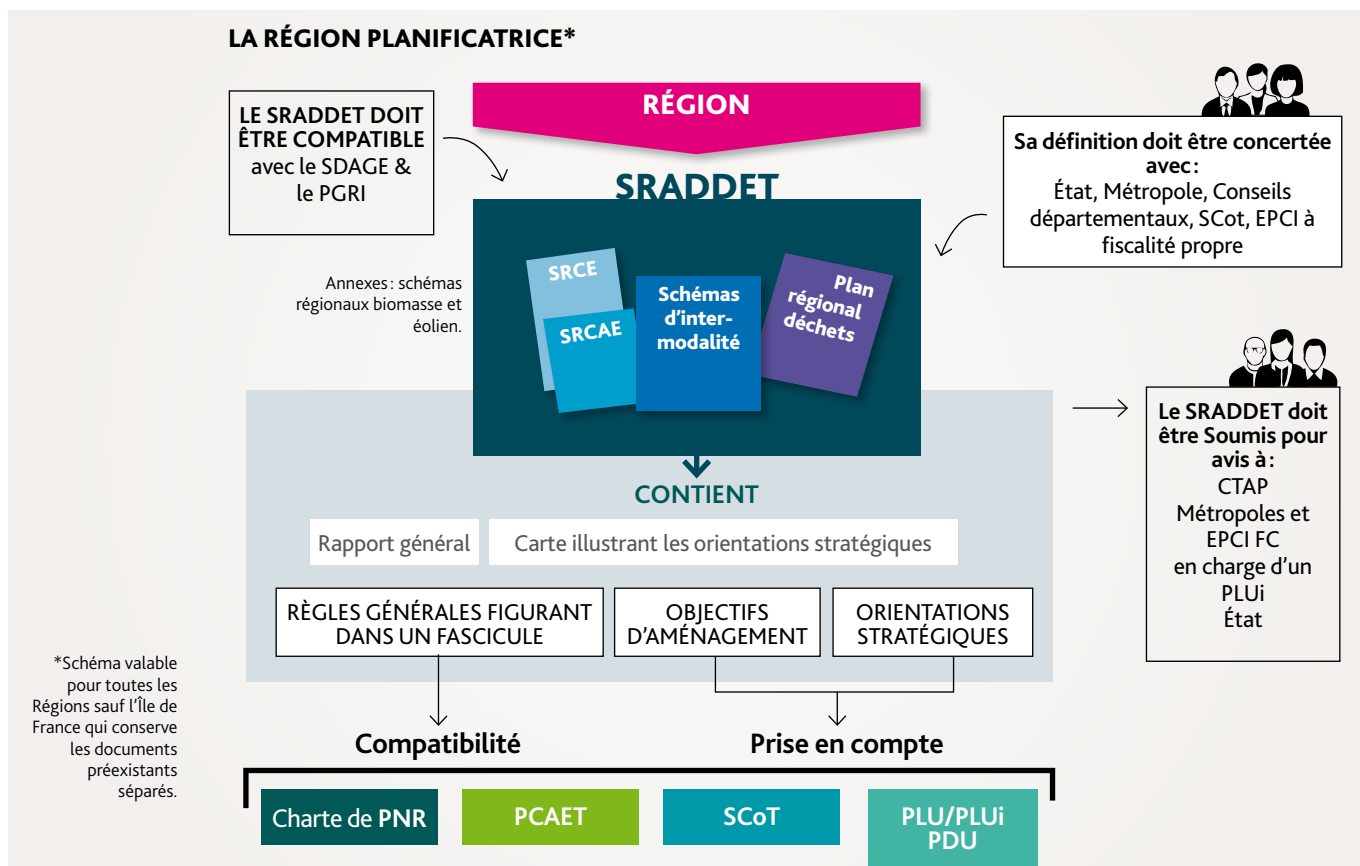 LA RÉGION PLANIFICATRICE*
RÉGION
LE SRADDET DOIT
ÊTRE COMPATIBLE
avec le SDAGE &
le PGRI
Sa définition doit être concertée
avec :
État, Métropole, Conseils
départementaux, SCot, EPCI à
fiscalité propre
SRADDET
Annexes : schémas
régionaux biomasse et
éolien.
SRCE
SRCAE
Schémas
d'inter-
modalité
Plan
régional
déchets
Le SRADDET doit
être Soumis pour
avis à :
CTAP
Métropoles et
EPCI FC
en charge d'un
PLUi
État
CONTIENT
Rapport général
Carte illustrant les orientations stratégiques
RÈGLES GÉNÉRALES FIGURANT
DANS UN FASCICULE
OBJECTIFS
D'AMÉNAGEMENT
ORIENTATIONS
STRATÉGIQUES
*Schéma valable
pour toutes les
Régions sauf l'Île de
France qui conserve
les documents
préexistants
séparés.
Compatibilité
Prise en compte
Charte de PNR
PCAET
SCoT
PLU/PLUi
PDU